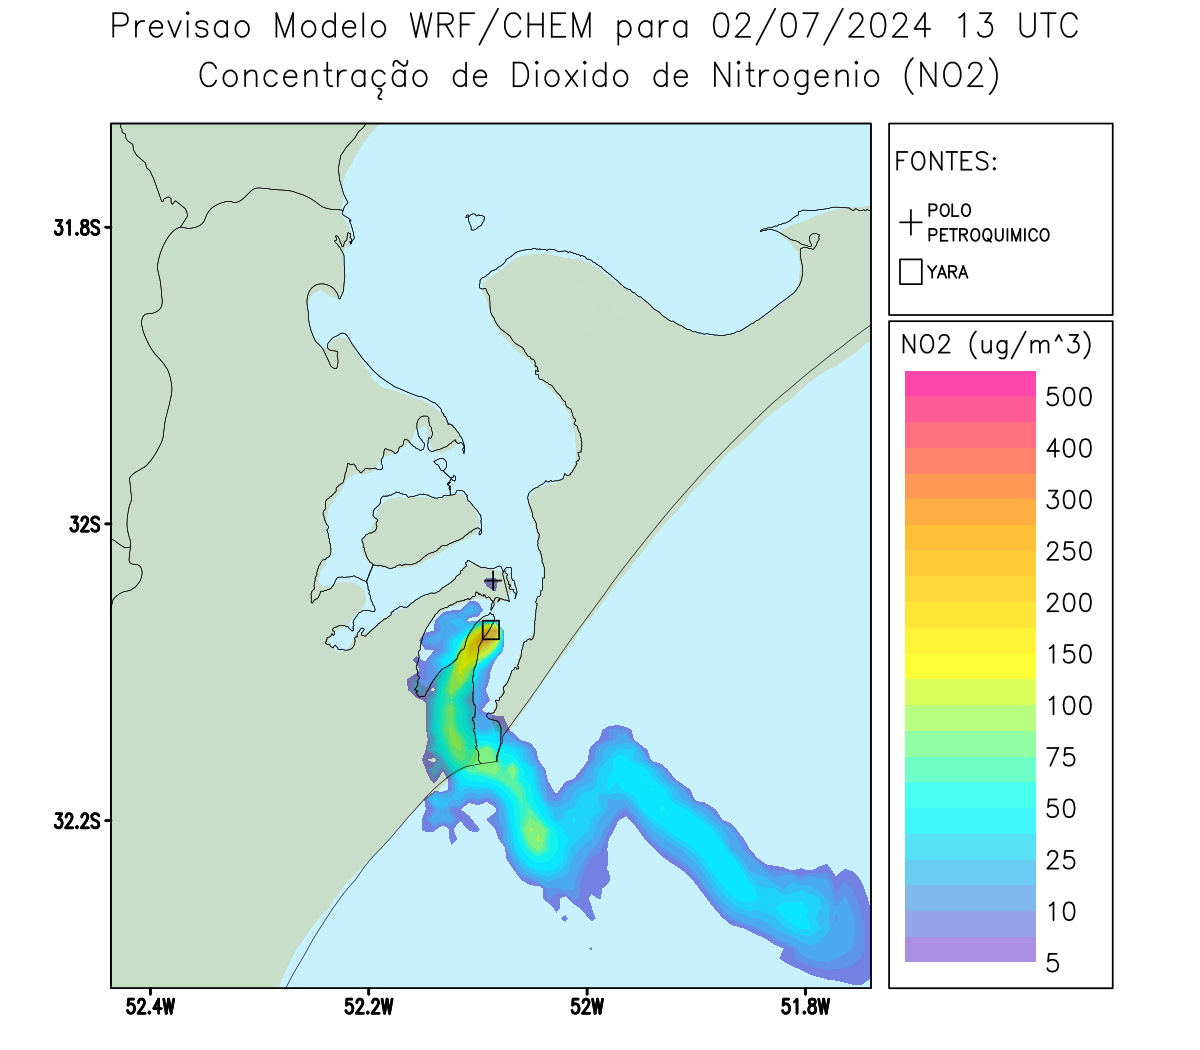 Previsao Modelo WRF/CHEM para 02/07/2024 13 UTC
Concentração de Dioxido de Nitrogenio (NO2)
FONTES:
POLO
PETROQUIMICO
YARA
NO2 (ug/m^3)
500
400
300
250
200
150
100
75
50
25
10
5
31.8S
32S
32.2S
52.4W
52.2W
52W
51.8W